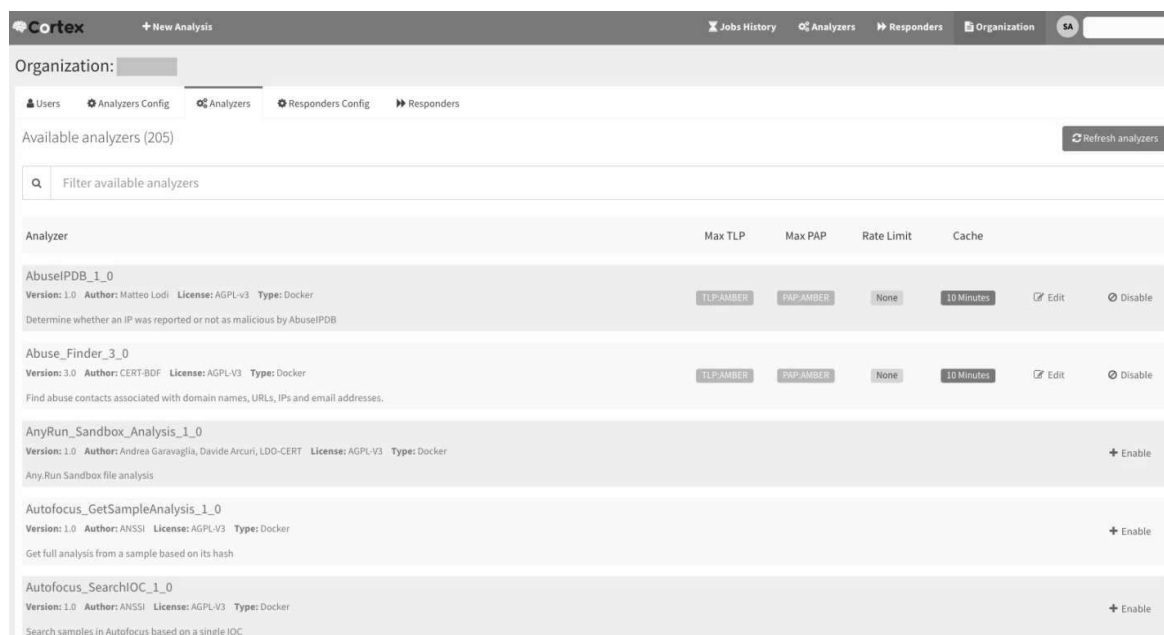 Cortex + New Analysis Jobs History Analyzers Responders Organization SA
Organization:
Users Analyzers Config Analyzers Responders Config Responders
Available analyzers (205) Refresh analyzers
Filter available analyzers
Analyzer Max TLP Max PAP Rate Limit Cache
AbuseIPDB_1_0
Version: 1.0 Author: Matteo Lodi License: AGPL-v3 Type: Docker
TLP:AMBER PAP:AMBER None 10 Minutes Edit Disable
Determine whether an IP was reported or not as malicious by AbuseIPDB
Abuse_Finder_3_0
Version: 3.0 Author: CERT-BDF License: AGPL-V3 Type: Docker
TLP:AMBER PAP:AMBER None 10 Minutes Edit Disable
Find abuse contacts associated with domain names, URLs, IPs and email addresses.
AnyRun_Sandbox_Analysis_1_0
Version: 1.0 Author: Andrea Garavaglia, Davide Arcuri, LDO-CERT License: AGPL-V3 Type: Docker
+ Enable
Any.Run Sandbox file analysis
Autofocus_GetSampleAnalysis_1_0
Version: 1.0 Author: ANSSI License: AGPL-V3 Type: Docker
+ Enable
Get full analysis from a sample based on its hash
Autofocus_SearchIOC_1_0
Version: 1.0 Author: ANSSI License: AGPL-V3 Type: Docker
+ Enable
Search samples in Autofocus based on a single IOC